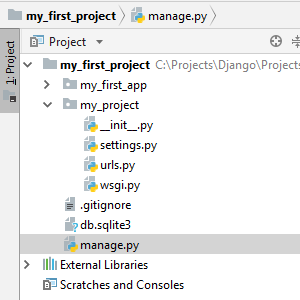 my_first_project manage.py
1: Project
Project
my_first_project C:\Projects\Django\Projects
my_first_app
my_project
__init__.py
settings.py
urls.py
wsgi.py
.gitignore
db.sqlite3
manage.py
External Libraries
Scratches and Consoles